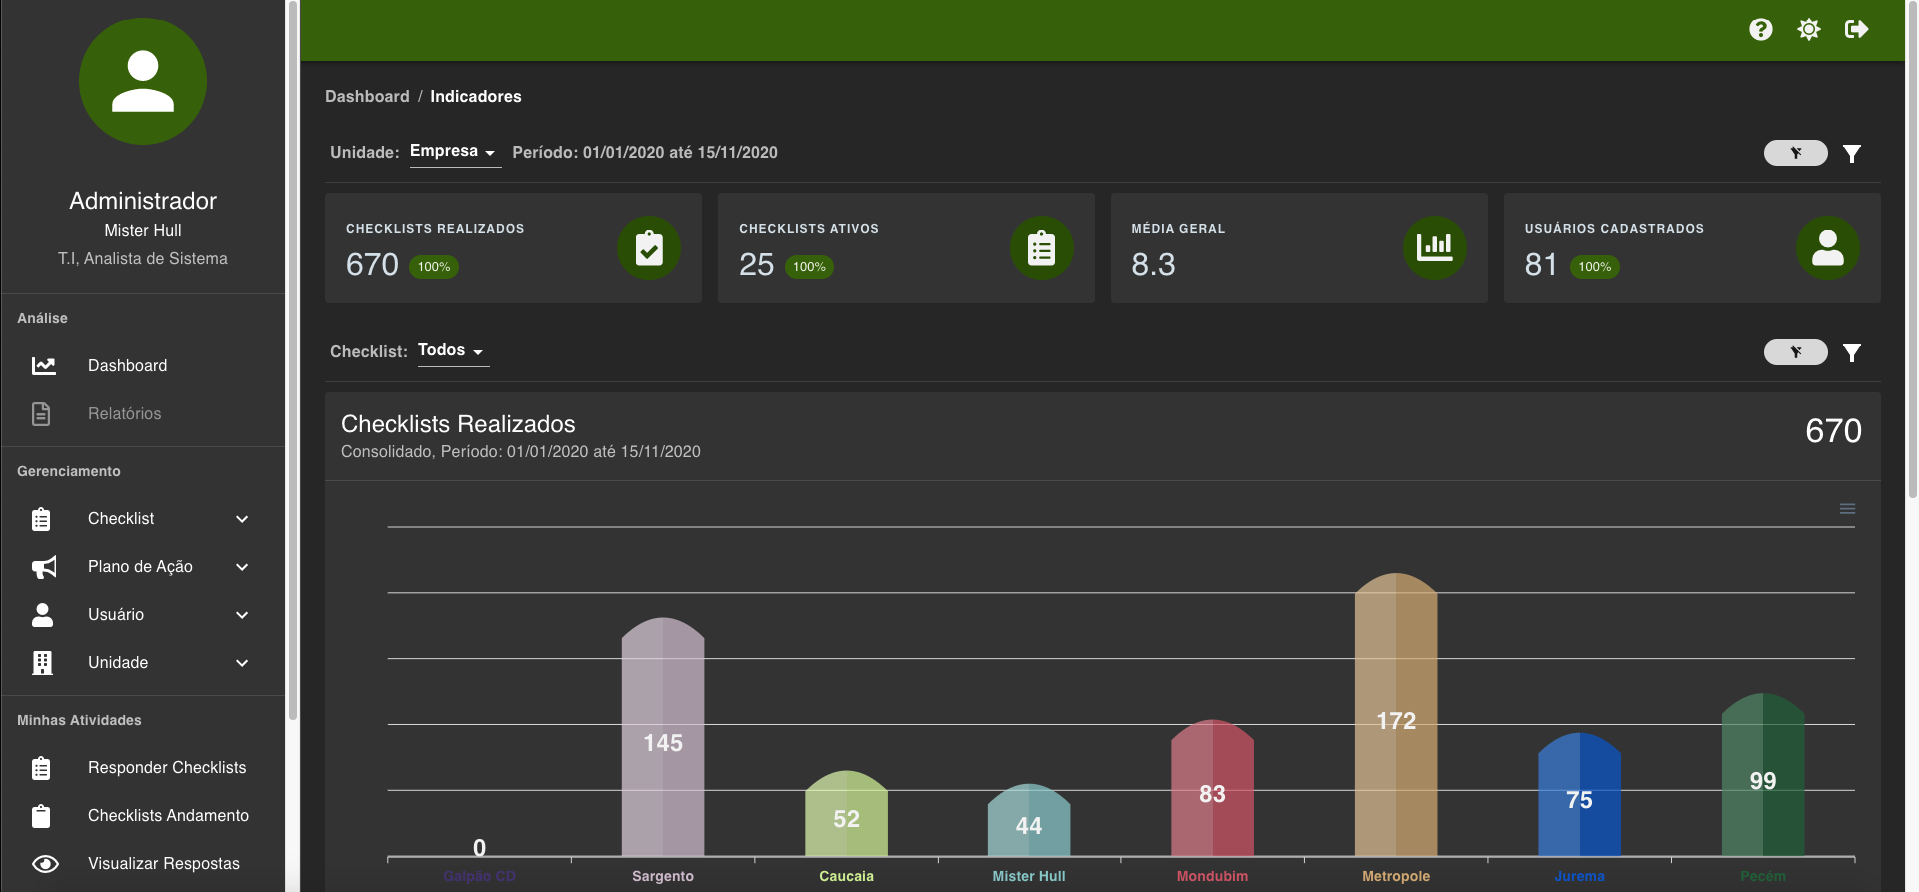 Administrador
Mister Hull
T.I, Analista de Sistema
Análise
Dashboard
Relatórios
Gerenciamento
Checklist
Plano de Ação
Usuário
Unidade
Minhas Atividades
Responder Checklists
Checklists Andamento
Visualizar Respostas
Dashboard / Indicadores
Unidade: Empresa Período: 01/01/2020 até 15/11/2020
CHECKLISTS REALIZADOS
670 100%
CHECKLISTS ATIVOS
25 100%
MÉDIA GERAL
8.3
USUÁRIOS CADASTRADOS
81 100%
Checklist: Todos
Checklists Realizados
Consolidado, Período: 01/01/2020 até 15/11/2020
670
0
145
52
44
83
172
75
99
Galpão CD
Sargento
Caucaia
Mister Hull
Mondubim
Metropole
Jurema
Pecém